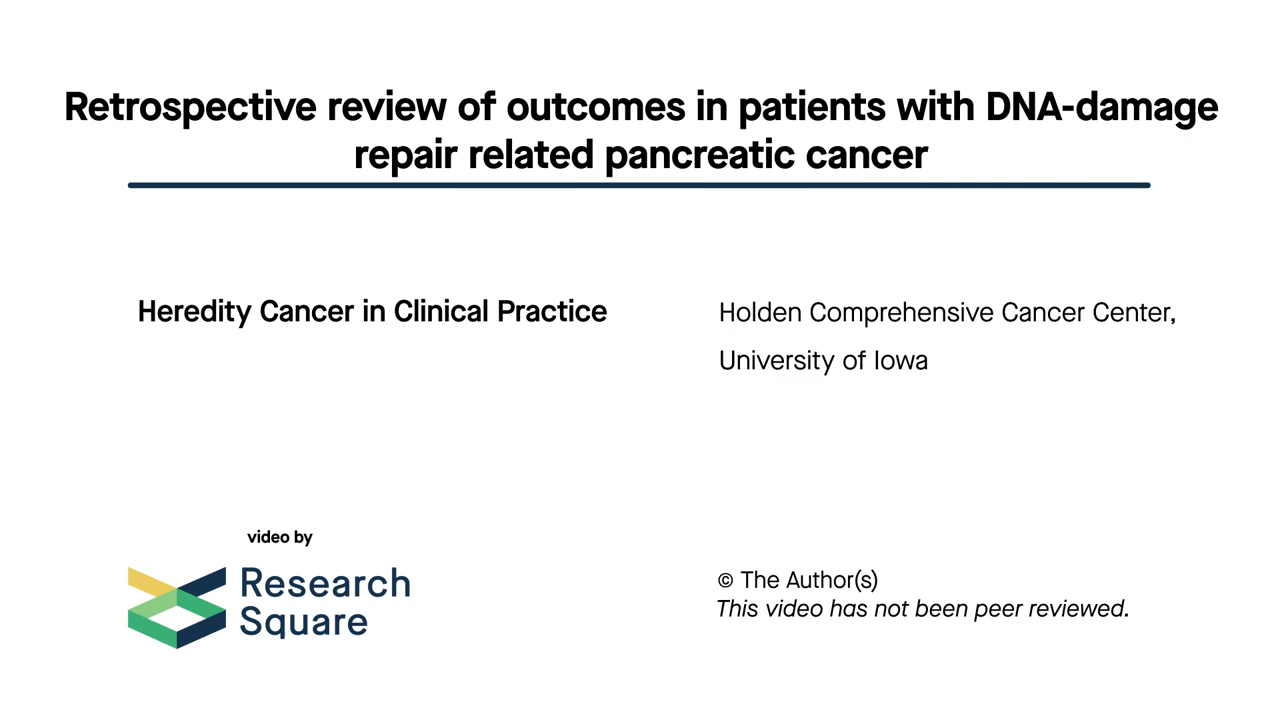 Retrospective review of outcomes in patients with DNA-damage
repair related pancreatic cancer
Heredity Cancer in Clinical Practice
Holden Comprehensive Cancer Center,
University of Iowa
video by
Research
Square
© The Author(s)
This video has not been peer reviewed.